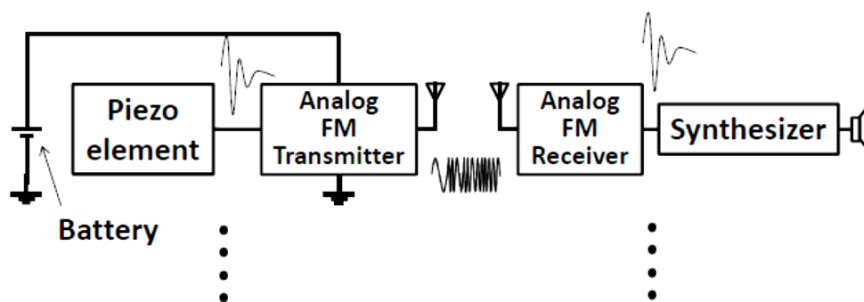 Piezo
element
Analog
FM
Transmitter
Analog
FM
Receiver
Synthesizer
Battery